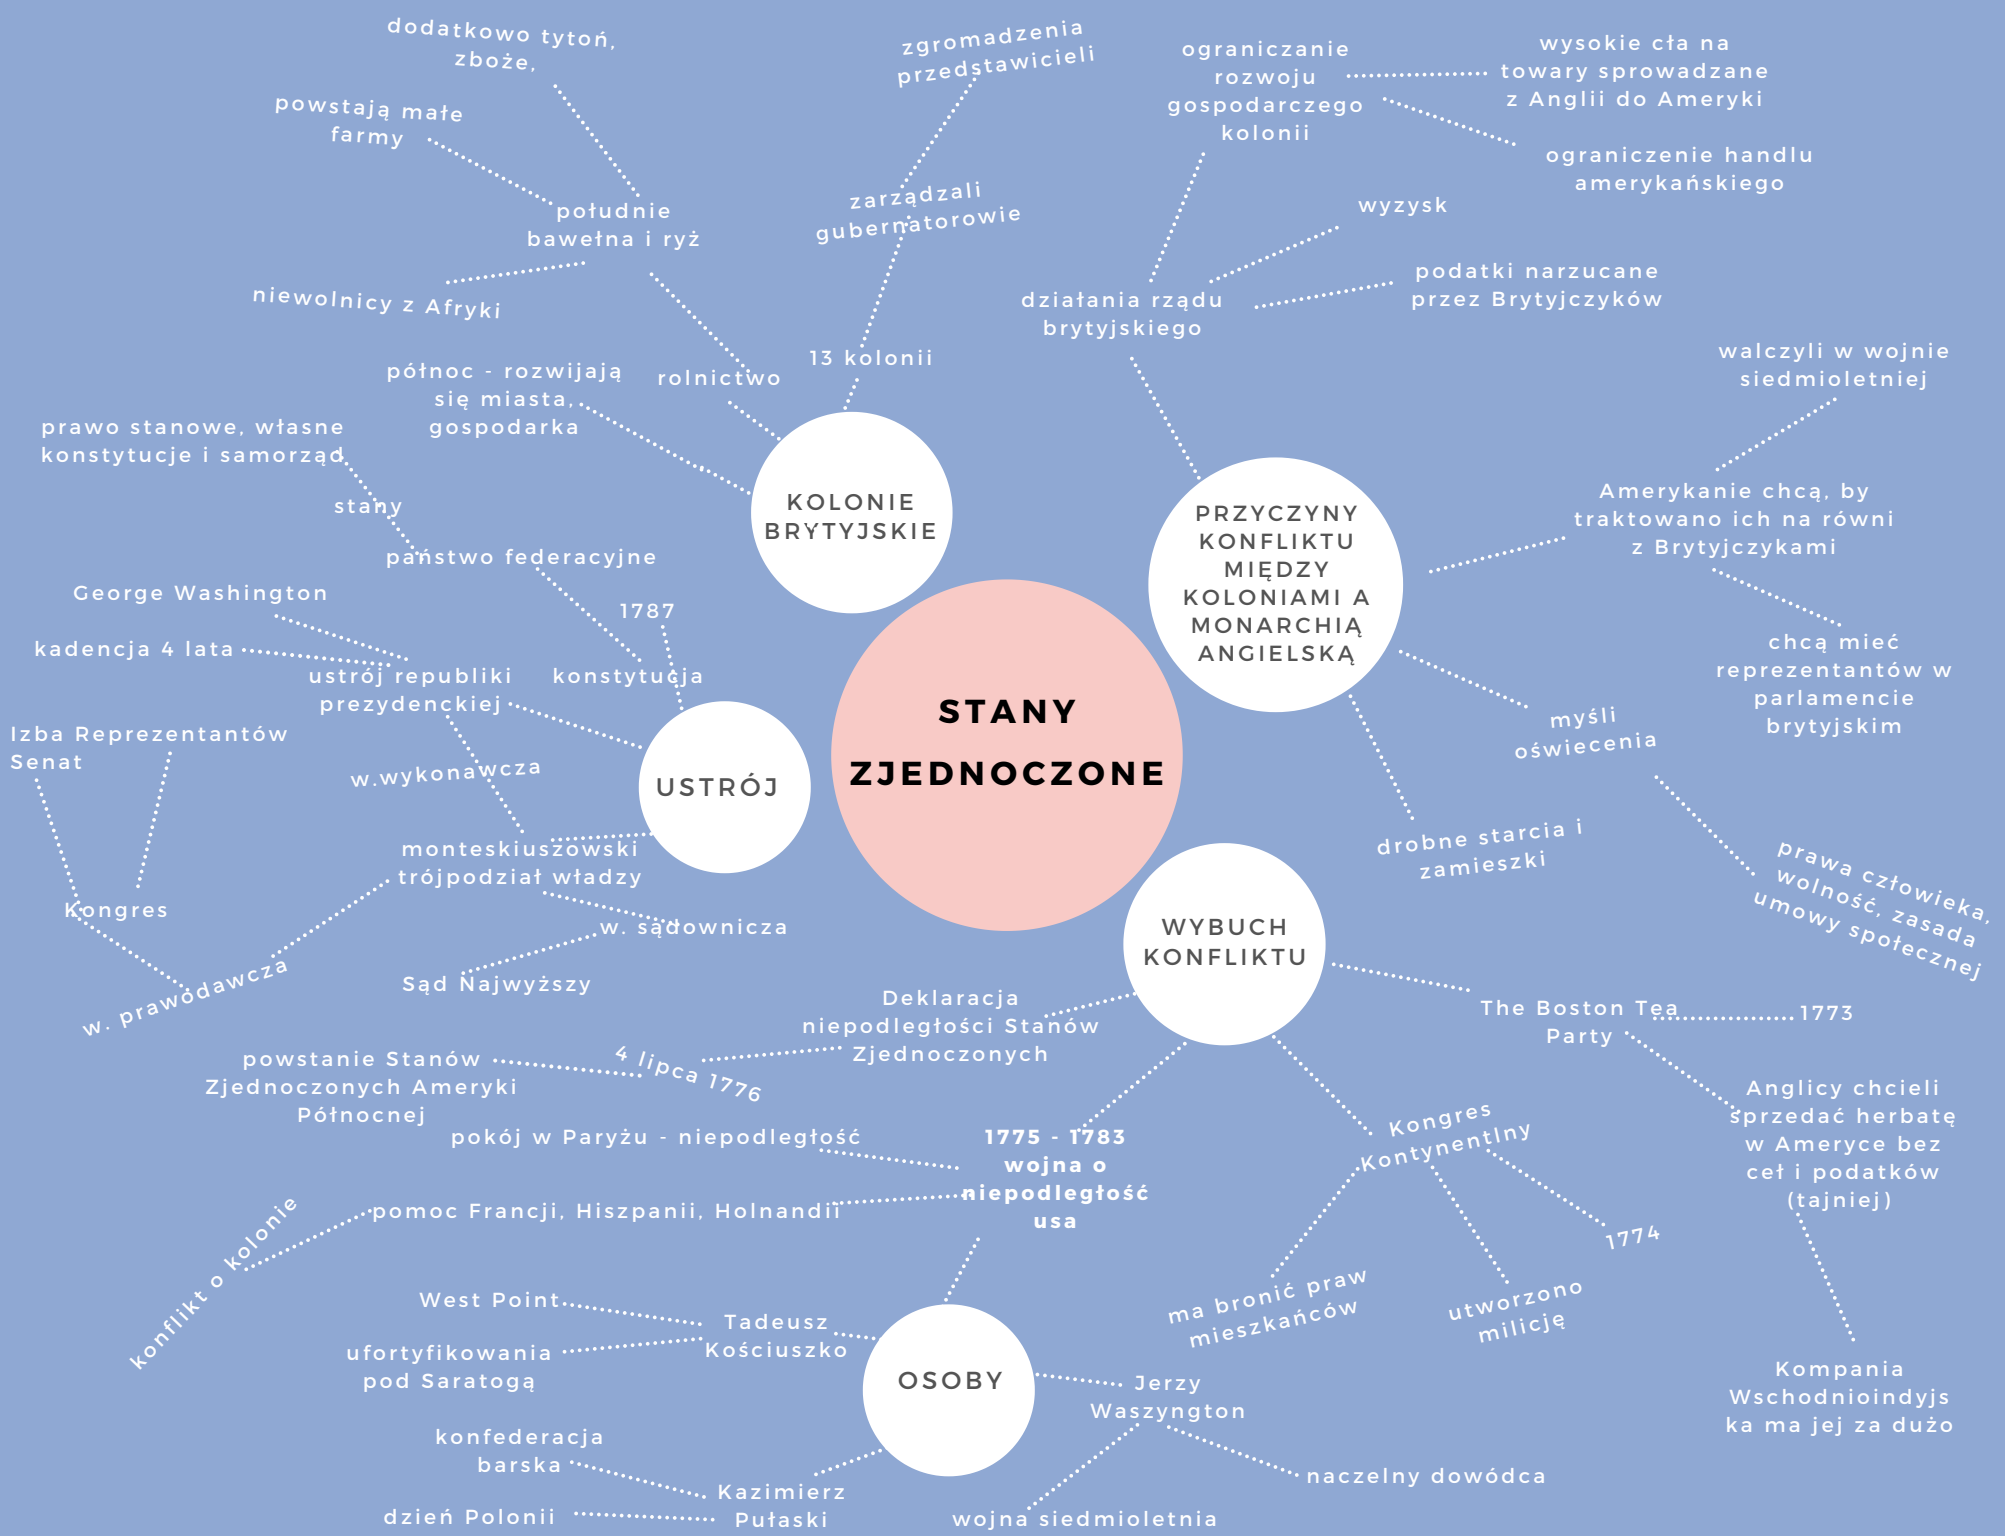 dodatkowo tytoń,
zboże,
powstają małe
farmy
południe
bawełna i ryż
niewolnicy z Afryki
rolnictwo
północ - rozwijają
się miasta,
gospodarka
zgromadzenia
przedstawicieli
zarządzali
gubernatorowie
13 kolonii
KOLONIE
BRYTYJSKIE
ograniczanie
rozwoju
gospodarczego
kolonii
wysokie cła na
towary sprowadzane
z Anglii do Ameryki
ograniczenie handlu
amerykańskiego
wyzysk
podatki narzucane
przez Brytyjczyków
działania rządu
brytyjskiego
walczyli w wojnie
siedmioletniej
Amerykanie chcą, by
traktowano ich na równi
z Brytyjczykami
chcą mieć
reprezentantów w
parlamencie
brytyjskim
PRZYCZYNY
KONFLIKTU
MIĘDZY
KOLONIAMI A
MONARCHIĄ
ANGIELSKĄ
myśli
oświecenia
prawa człowieka,
wolność, zasada
umowy społecznej
drobne starcia i
zamieszki
prawo stanowe, własne
konstytucje i samorząd
stany
państwo federacyjne
1787
konstytucja
George Washington
kadencja 4 lata
ustrój republiki
prezydenckiej
USTRÓJ
STANY
ZJEDNOCZONE
Izba Reprezentantów
Senat
w.wykonawcza
monteskiuszowski
trójpodział władzy
Kongres
w. sądownicza
Sąd Najwyższy
w. prawodawcza
WYBUCH
KONFLIKTU
Deklaracja
niepodległości Stanów
Zjednoczonych
4 lipca 1776
powstanie Stanów
Zjednoczonych Ameryki
Północnej
The Boston Tea
Party
1773
Anglicy chcieli
sprzedać herbatę
w Ameryce bez
ceł i podatków
(tajniej)
Kompania
Wschodnioindyjs
ka ma jej za dużo
Kongres
Kontynentlny
1774
utworzono
milicję
ma bronić praw
mieszkańców
1775 - 1783
wojna o
niepodległość
usa
pokój w Paryżu - niepodległość
pomoc Francji, Hiszpanii, Holnandii
konflikt o kolonie
OSOBY
West Point
Tadeusz
Kościuszko
ufortyfikowania
pod Saratogą
Jerzy
Waszyngton
naczelny dowódca
wojna siedmioletnia
konfederacja
barska
Kazimierz
Pułaski
dzień Polonii